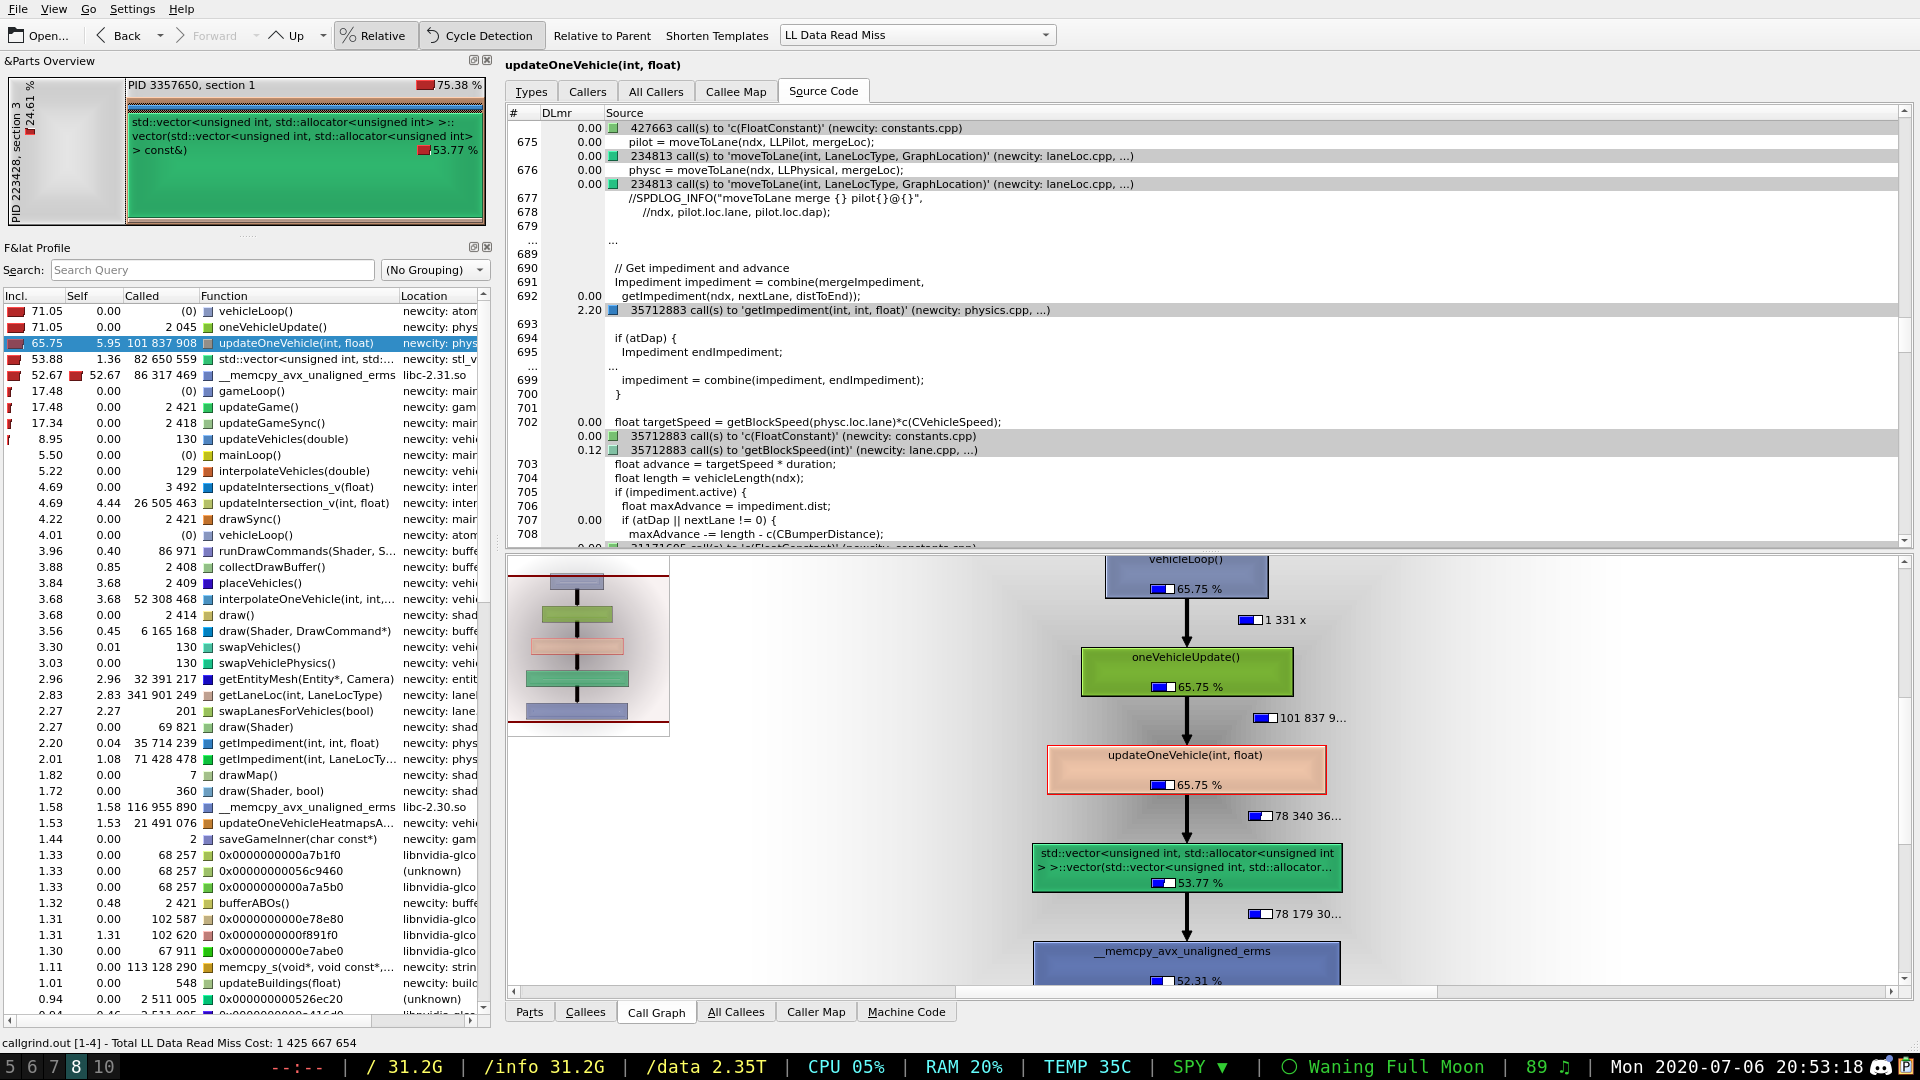 File View Go Settings Help
Open... Back Forward Up Relative Cycle Detection Relative to Parent Shorten Templates LL Data Read Miss
&Parts Overview
PID 223428, section 3
24.61 %
PID 3357650, section 1 75.38 %
std::vector<unsigned int, std::allocator<unsigned int> >::
vector(std::vector<unsigned int, std::allocator<unsigned int>
> const&) 53.77 %
F&lat Profile
Search: Search Query (No Grouping)
Incl. Self Called Function Location
71.05 0.00 (0) vehicleLoop() newcity: atom
71.05 0.00 2 045 oneVehicleUpdate() newcity: phys
65.75 5.95 101 837 908 updateOneVehicle(int, float) newcity: phys
53.88 1.36 82 650 559 std::vector<unsigned int, std:... newcity: stl_v
52.67 52.67 86 317 469 __memcpy_avx_unaligned_erms libc-2.31.so
17.48 0.00 (0) gameLoop() newcity: main
17.48 0.00 2 421 updateGame() newcity: gam
17.34 0.00 2 418 updateGameSync() newcity: main
8.95 0.00 130 updateVehicles(double) newcity: vehi
5.50 0.00 (0) mainLoop() newcity: main
5.22 0.00 129 interpolateVehicles(double) newcity: vehi
4.69 0.00 3 492 updateIntersections_v(float) newcity: inter
4.69 4.44 26 505 463 updateIntersection_v(int, float) newcity: inter
4.22 0.00 2 421 drawSync() newcity: main
4.01 0.00 (0) vehicleLoop() newcity: atom
3.96 0.40 86 971 runDrawCommands(Shader, S... newcity: buffe
3.88 0.85 2 408 collectDrawBuffer() newcity: buffe
3.84 3.68 2 409 placeVehicles() newcity: vehi
3.68 3.68 52 308 468 interpolateOneVehicle(int, int,... newcity: vehi
3.68 0.00 2 414 draw() newcity: shad
3.56 0.45 6 165 168 draw(Shader, DrawCommand*) newcity: buffe
3.30 0.01 130 swapVehicles() newcity: vehi
3.03 0.00 130 swapVehiclePhysics() newcity: vehi
2.96 2.96 32 391 217 getEntityMesh(Entity*, Camera) newcity: entit
2.83 2.83 341 901 249 getLaneLoc(int, LaneLocType) newcity: lane
2.27 2.27 201 swapLanesForVehicles(bool) newcity: lane
2.27 0.00 69 821 draw(Shader) newcity: shad
2.20 0.04 35 714 239 getImpediment(int, int, float) newcity: phys
2.01 1.08 71 428 478 getImpediment(int, LaneLocTy... newcity: phys
1.82 0.00 7 drawMap() newcity: shad
1.72 0.00 360 draw(Shader, bool) newcity: shad
1.58 1.58 116 955 890 __memcpy_avx_unaligned_erms libc-2.30.so
1.53 1.53 21 491 076 updateOneVehicleHeatmapsA... newcity: vehi
1.44 0.00 2 saveGameInner(char const*) newcity: gam
1.33 0.00 68 257 0x0000000000a7b1f0 libnvidia-glco
1.33 0.00 68 257 0x00000000056c9460 (unknown)
1.33 0.00 68 257 0x0000000000a7a5b0 libnvidia-glco
1.32 0.48 2 421 bufferABOs() newcity: buffe
1.31 0.00 102 587 0x0000000000e78e80 libnvidia-glco
1.31 1.31 102 620 0x0000000000f891f0 libnvidia-glco
1.30 0.00 67 911 0x0000000000e7abe0 libnvidia-glco
1.11 0.00 113 128 290 memcpy_s(void*, void const*,... newcity: strin
1.01 0.00 548 updateBuildings(float) newcity: build
0.94 0.00 2 511 005 0x000000000526ec20 (unknown)
updateOneVehicle(int, float)
Types Callers All Callers Callee Map Source Code
# DLmr Source
0.00 427663 call(s) to 'c(FloatConstant)' (newcity: constants.cpp)
675 0.00 pilot = moveToLane(ndx, LLPilot, mergeLoc);
0.00 234813 call(s) to 'moveToLane(int, LaneLocType, GraphLocation)' (newcity: laneLoc.cpp, ...)
676 0.00 physc = moveToLane(ndx, LLPhysical, mergeLoc);
0.00 234813 call(s) to 'moveToLane(int, LaneLocType, GraphLocation)' (newcity: laneLoc.cpp, ...)
677 //SPDLOG_INFO("moveToLane merge {} pilot{}@{}",
678 //ndx, pilot.loc.lane, pilot.loc.dap);
679
... ...
689
690 // Get impediment and advance
691 Impediment impediment = combine(mergeImpediment,
692 0.00 getImpediment(ndx, nextLane, distToEnd));
2.20 35712883 call(s) to 'getImpediment(int, int, float)' (newcity: physics.cpp, ...)
693
694 if (atDap) {
695 Impediment endImpediment;
... ...
699 impediment = combine(impediment, endImpediment);
700 }
701
702 0.00 float targetSpeed = getBlockSpeed(physc.loc.lane)*c(CVehicleSpeed);
0.00 35712883 call(s) to 'c(FloatConstant)' (newcity: constants.cpp)
0.12 35712883 call(s) to 'getBlockSpeed(int)' (newcity: lane.cpp, ...)
703 float advance = targetSpeed * duration;
704 float length = vehicleLength(ndx);
705 if (impediment.active) {
706 float maxAdvance = impediment.dist;
707 0.00 if (atDap || nextLane != 0) {
708 maxAdvance -= length - c(CBumperDistance);
vehicleLoop()
65.75 %
1 331 x
oneVehicleUpdate()
65.75 %
101 837 9...
updateOneVehicle(int, float)
65.75 %
78 340 36...
std::vector<unsigned int, std::allocator<unsigned int
> >::vector(std::vector<unsigned int, std::allocator...
53.77 %
78 179 30...
__memcpy_avx_unaligned_erms
52.31 %
Parts Callees Call Graph All Callees Caller Map Machine Code
callgrind.out [1-4] - Total LL Data Read Miss Cost: 1 425 667 654
5 6 7 8 10 --:-- | / 31.2G | /info 31.2G | /data 2.35T | CPU 05% | RAM 20% | TEMP 35C | SPY ▼ | Waning Full Moon | 89 ♫ | Mon 2020-07-06 20:53:18